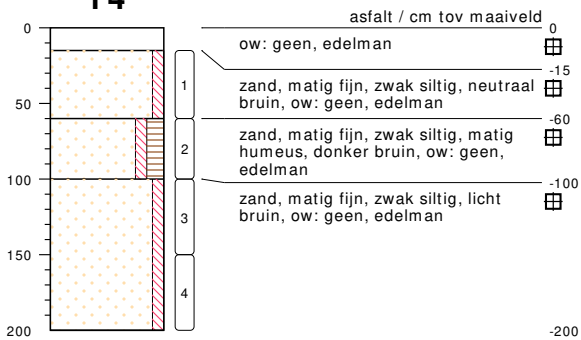 asfalt / cm tov maaiveld
0
0
ow: geen, edelman
-15
1
zand, matig fijn, zwak siltig, neutraal
bruin, ow: geen, edelman
50
-60
2
zand, matig fijn, zwak siltig, matig
humeus, donker bruin, ow: geen,
edelman
100
-100
3
zand, matig fijn, zwak siltig, licht
bruin, ow: geen, edelman
150
4
200
-200